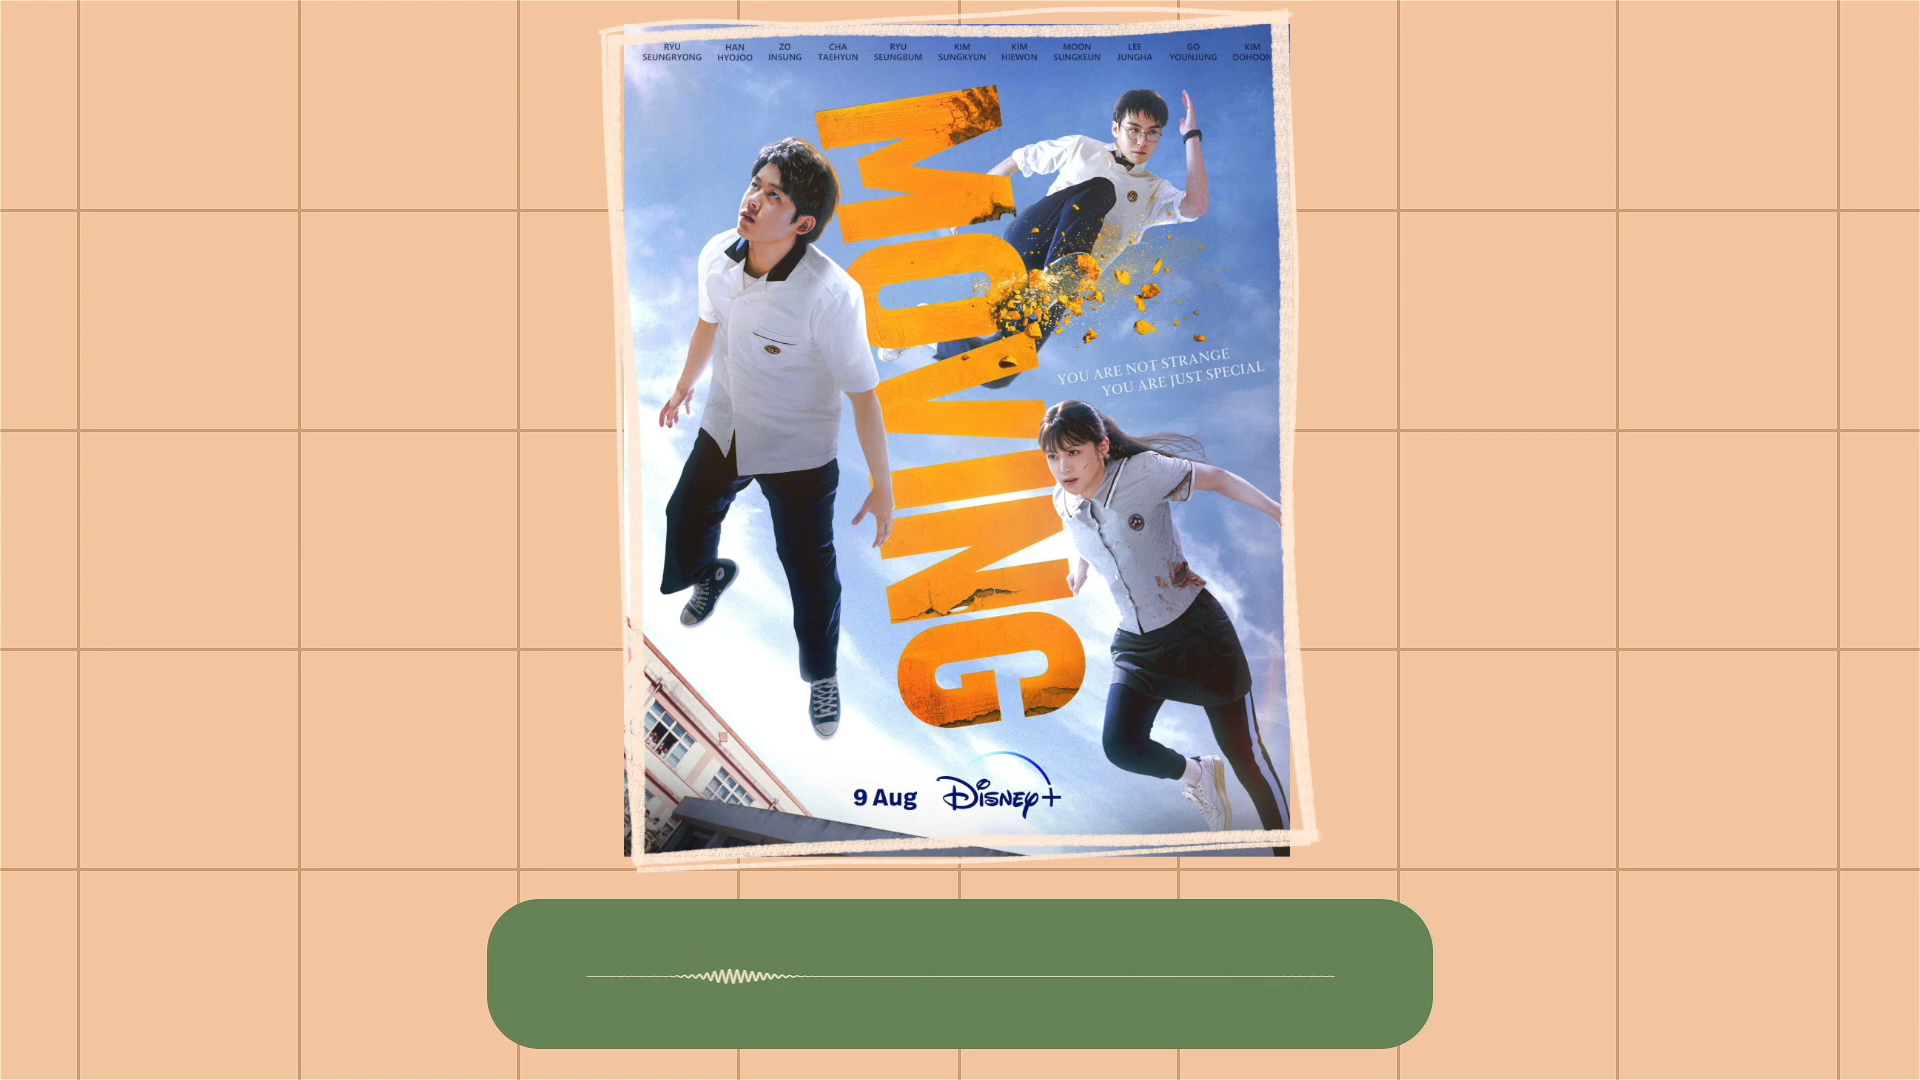 RYU SEUNGRYONG
HAN HYOJOO
ZO INSUNG
CHA TAEHYUN
RYU SEUNGBUM
KIM SUNGKYUN
KIM HIEWON
MOON SUNGKEUN
LEE JUNGHA
GO YOUNJUNG
KIM DOHOON
MOVING
YOU ARE NOT STRANGE
YOU ARE JUST SPECIAL
9 Aug Disney+